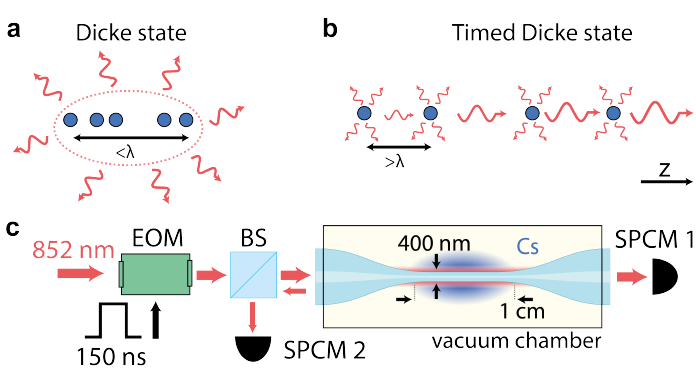 a Dicke state
<λ
b Timed Dicke state
>λ
z
c
852 nm
EOM
BS
150 ns
SPCM 2
400 nm
Cs
1 cm
vacuum chamber
SPCM 1